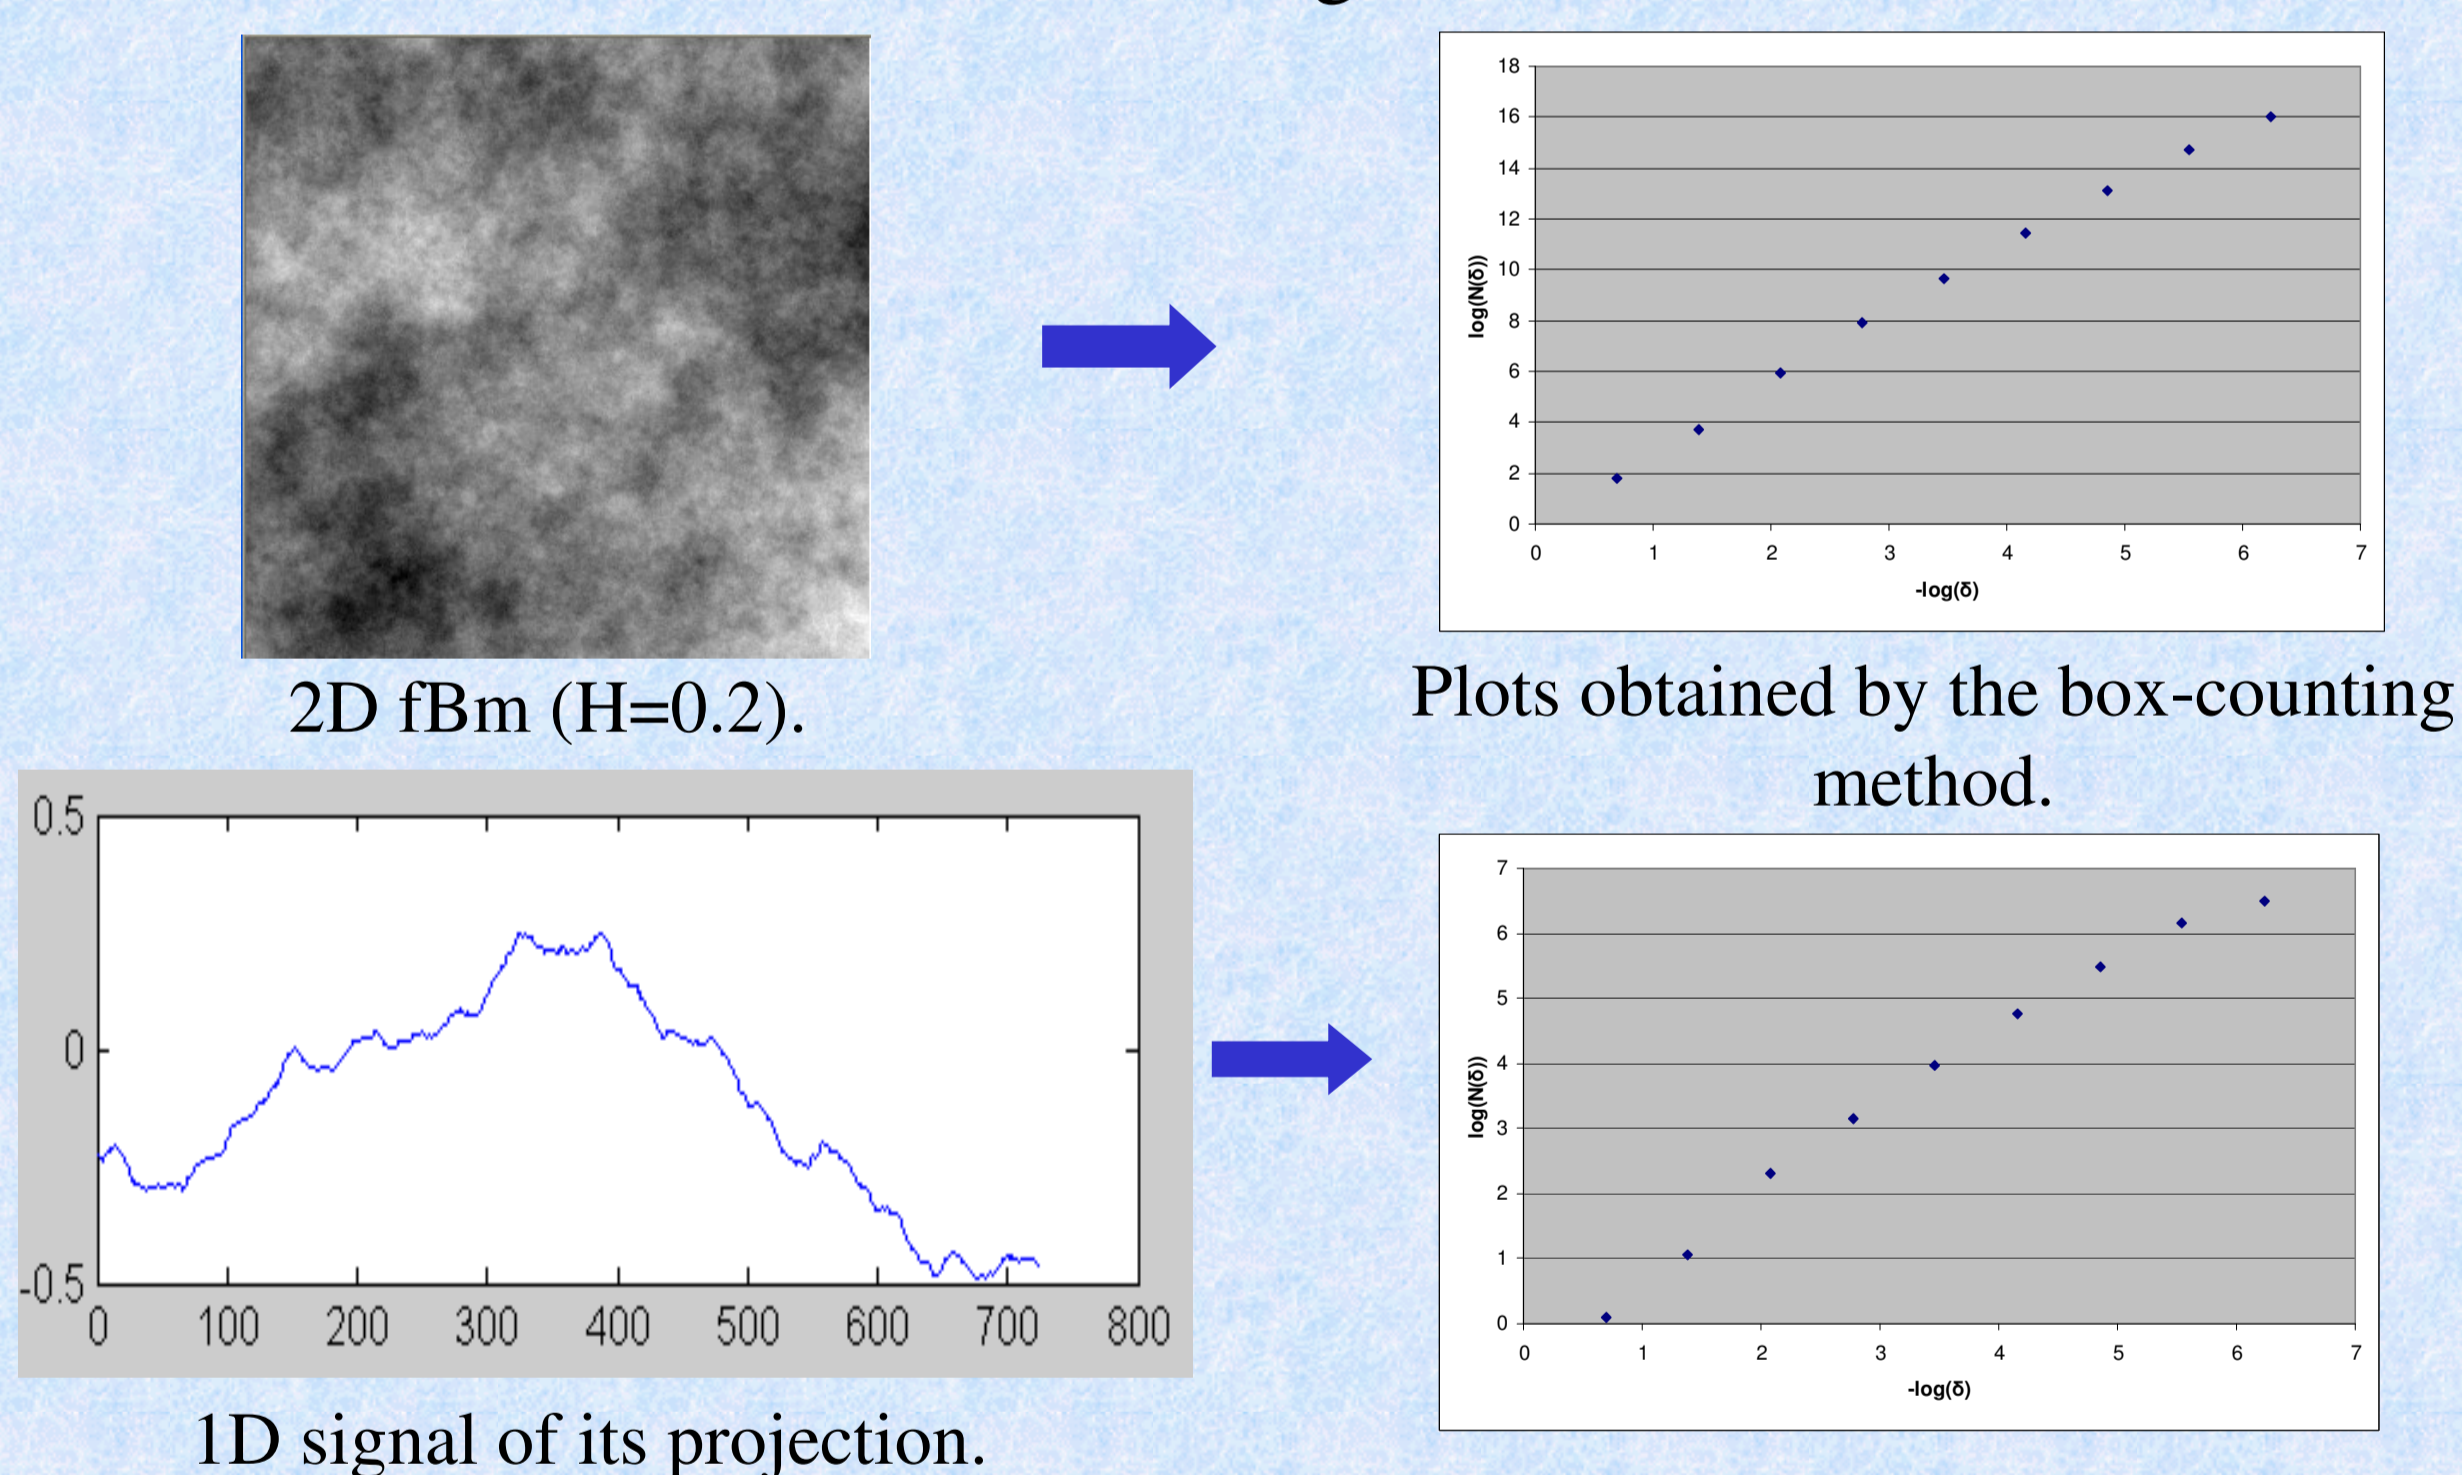 18
16
14
12
10
8
6
4
2
0
log(N(δ))
0 1 2 3 4 5 6 7
-log(δ)
2D fBm (H=0.2).
Plots obtained by the box-counting
method.
0.5
0
-0.5
0 100 200 300 400 500 600 700 800
7
6
5
4
3
2
1
0
log(N(δ))
0 1 2 3 4 5 6 7
-log(δ)
1D signal of its projection.